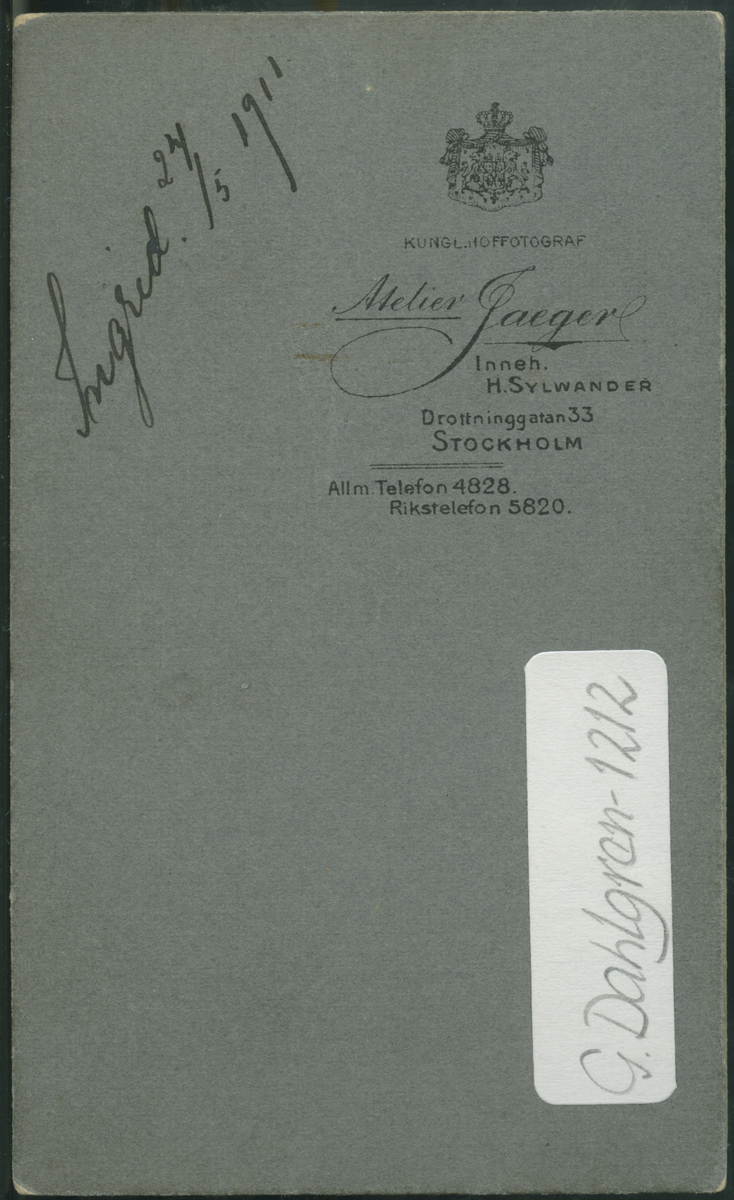 Ingrid. 24/5 1911
KUNGL. HOFFOTOGRAF
Atelier Jaeger
Inneh.
H. SYLWANDER
Drottninggatan 33
STOCKHOLM
Allm. Telefon 4828.
Rikstelefon 5820.
G. Dahlgren-1212